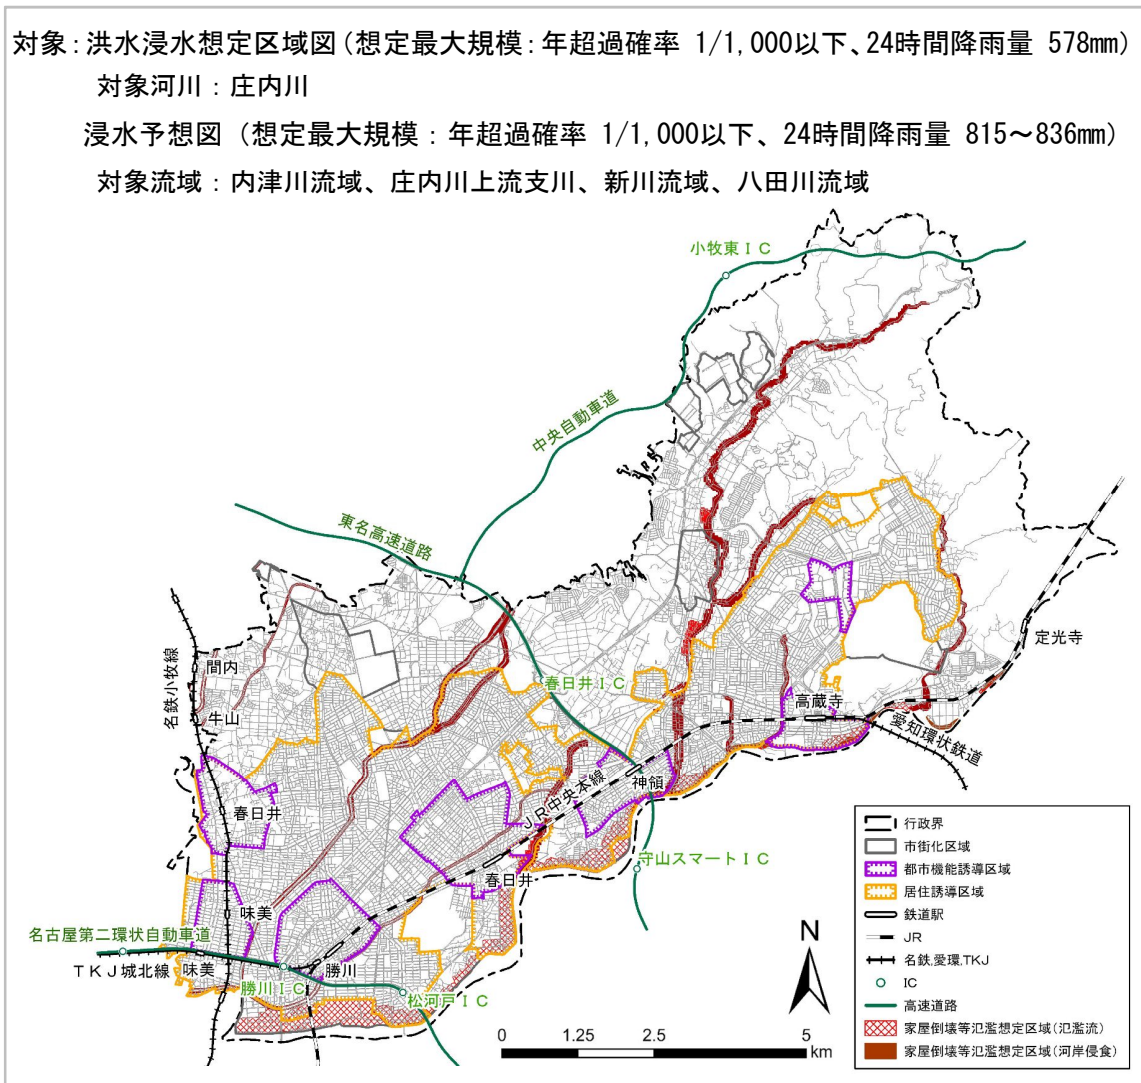 対象：洪水浸水想定区域図（想定最大規模：年超過確率 1/1,000以下、24時間降雨量 578mm）
対象河川：庄内川
浸水予想図（想定最大規模：年超過確率 1/1,000以下、24時間降雨量 815～836mm）
対象流域：内津川流域、庄内川上流支川、新川流域、八田川流域
小牧東ＩＣ
中央自動車道
東名高速道路
名鉄小牧線
間内
牛山
春日井ＩＣ
定光寺
高蔵寺
愛知環状鉄道
ＪＲ中央本線
神領
春日井
守山スマートＩＣ
春日井
味美
名古屋第二環状自動車道
ＴＫＪ城北線
味美
勝川
勝川ＩＣ
松河戸ＩＣ
N
0 1.25 2.5 5
km
行政界
市街化区域
都市機能誘導区域
居住誘導区域
鉄道駅
JR
名鉄,愛環,TKJ
IC
高速道路
家屋倒壊等氾濫想定区域(氾濫流)
家屋倒壊等氾濫想定区域(河岸侵食)